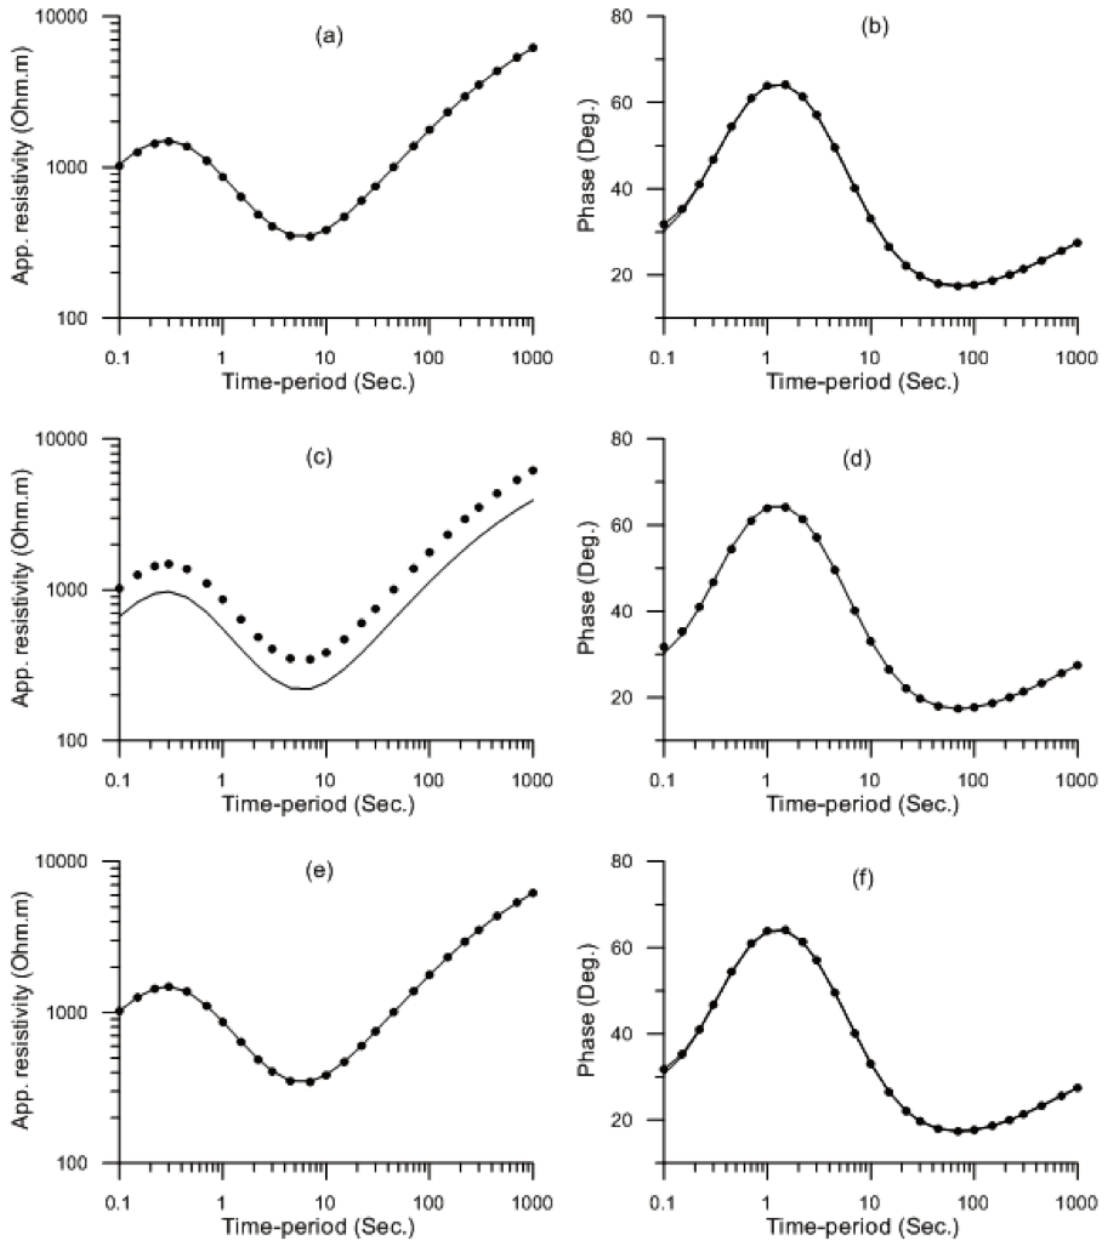 (a)
App. resistivity (Ohm.m)
10000
1000
100
0.1 1 10 100 1000
Time-period (Sec.)
(b)
Phase (Deg.)
80
60
40
20
0.1 1 10 100 1000
Time-period (Sec.)
(c)
App. resistivity (Ohm.m)
10000
1000
100
0.1 1 10 100 1000
Time-period (Sec.)
(d)
Phase (Deg.)
80
60
40
20
0.1 1 10 100 1000
Time-period (Sec.)
(e)
App. resistivity (Ohm.m)
10000
1000
100
0.1 1 10 100 1000
Time-period (Sec.)
(f)
Phase (Deg.)
80
60
40
20
0.1 1 10 100 1000
Time-period (Sec.)